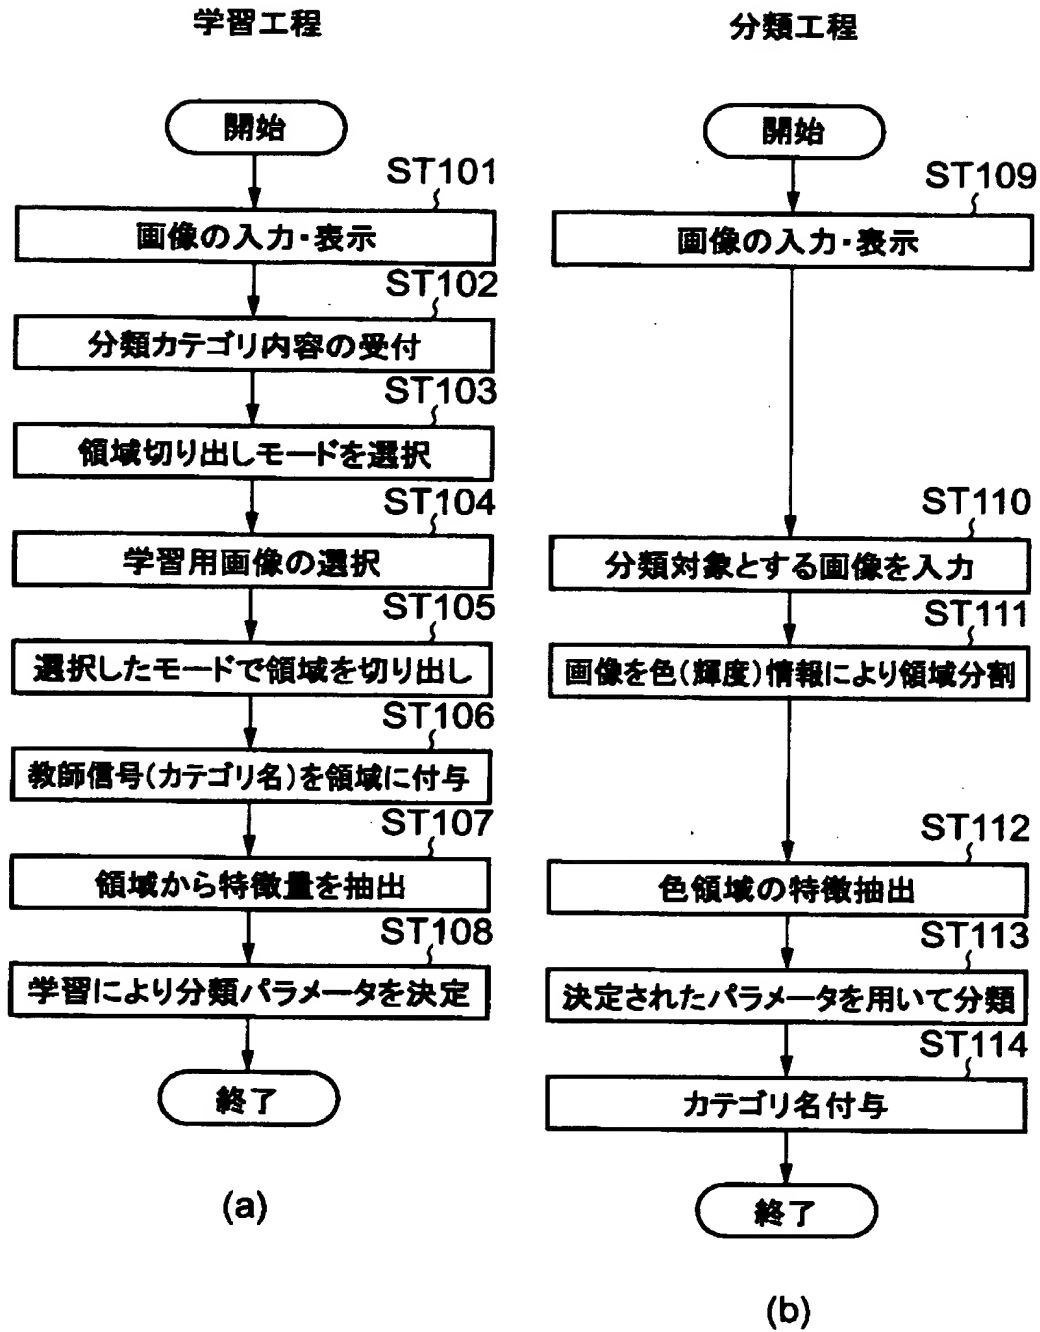 学習工程
開始
ST101
画像の入力・表示
ST102
分類カテゴリ内容の受付
ST103
領域切り出しモードを選択
ST104
学習用画像の選択
ST105
選択したモードで領域を切り出し
ST106
教師信号(カテゴリ名)を領域に付与
ST107
領域から特徴量を抽出
ST108
学習により分類パラメータを決定
終了
(a)
分類工程
開始
ST109
画像の入力・表示
ST110
分類対象とする画像を入力
ST111
画像を色(輝度)情報により領域分割
ST112
色領域の特徴抽出
ST113
決定されたパラメータを用いて分類
ST114
カテゴリ名付与
終了
(b)